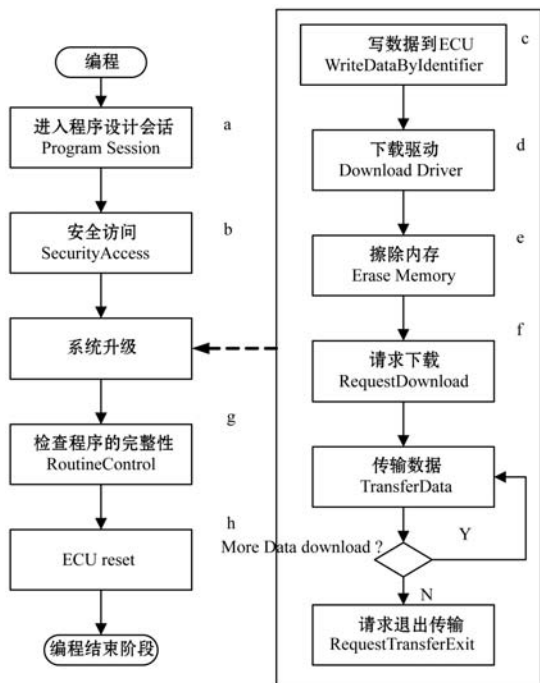 编程
进入程序设计会话
Program Session
a
安全访问
SecurityAccess
b
系统升级
g
检查程序的完整性
RoutineControl
h
ECU reset
编程结束阶段
写数据到ECU
WriteDataByIdentifier
c
下载驱动
Download Driver
d
擦除内存
Erase Memory
e
请求下载
RequestDownload
f
传输数据
TransferData
More Data download ?
Y
N
请求退出传输
RequestTransferExit